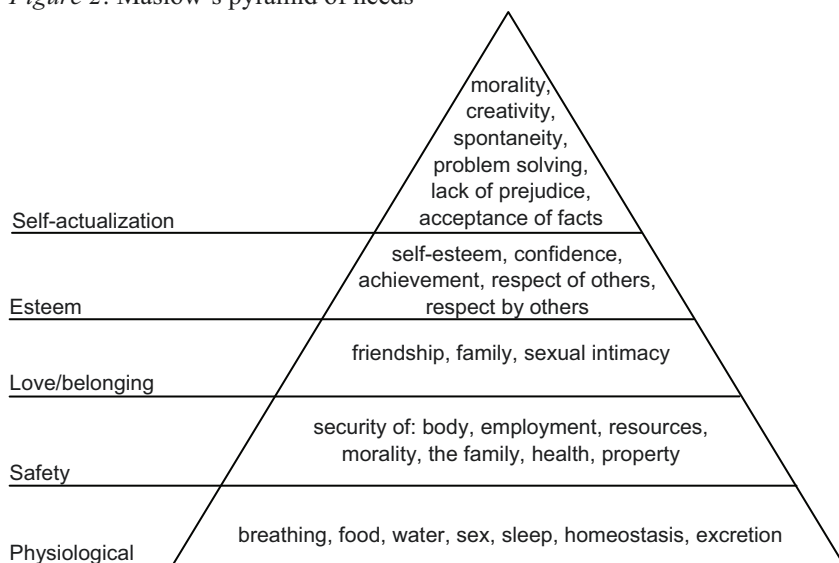 Figure 2. Maslow's pyramid of needs
morality,
creativity,
spontaneity,
problem solving,
lack of prejudice,
acceptance of facts
Self-actualization
self-esteem, confidence,
achievement, respect of others,
respect by others
Esteem
friendship, family, sexual intimacy
Love/belonging
security of: body, employment, resources,
morality, the family, health, property
Safety
breathing, food, water, sex, sleep, homeostasis, excretion
Physiological